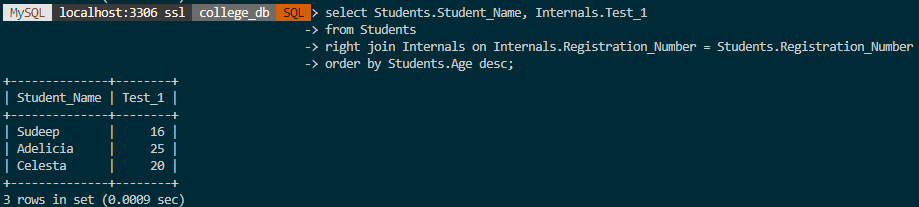 MySQL localhost:3306 ssl college_db SQL > select Students.Student_Name, Internals.Test_1
-> from Students
-> right join Internals on Internals.Registration_Number = Students.Registration_Number
-> order by Students.Age desc;
+--------------+--------+
| Student_Name | Test_1 |
+--------------+--------+
| Sudeep       |     16 |
| Adelicia     |     25 |
| Celesta      |     20 |
+--------------+--------+
3 rows in set (0.0009 sec)